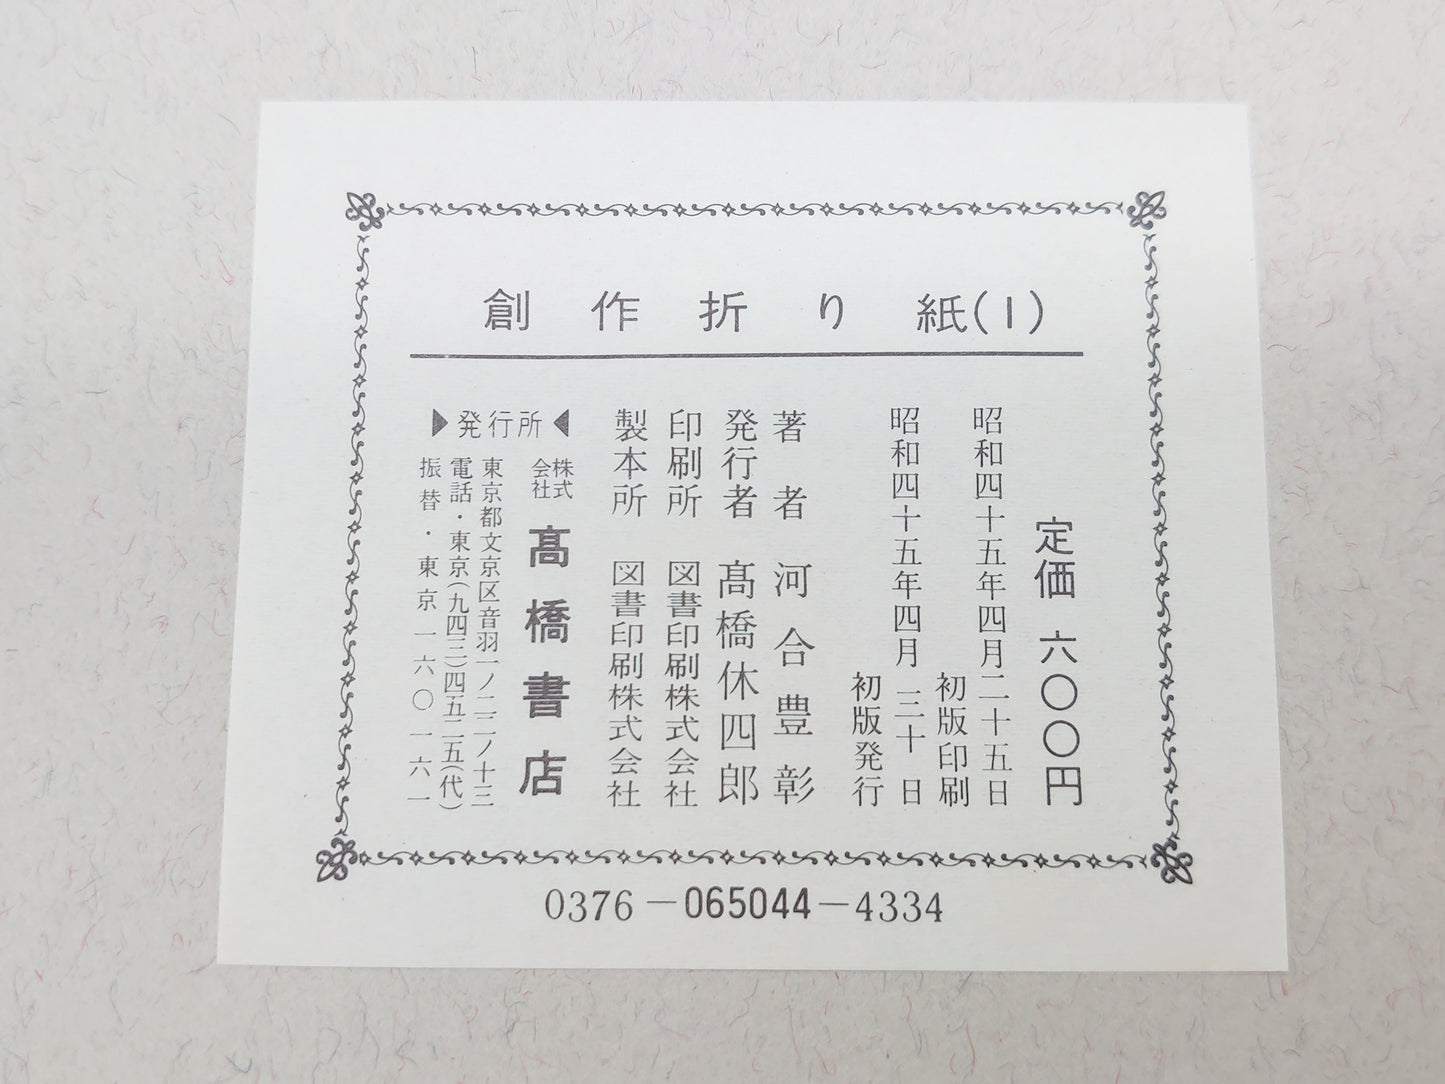 創作折り紙(1)
定価 六〇〇円
昭和四十五年四月二十五日
初版印刷
昭和四十五年四月三十日
初版発行
著者 河合豊彰
発行者 髙橋休四郎
印刷所 図書印刷株式会社
製本所 図書印刷株式会社
▶発行所◀
株式会社 髙橋書店
東京都文京区音羽一ノ二二ノ十三
電話・東京(九四三)四五二五(代)
振替・東京一六〇一六一
0376-065044-4334